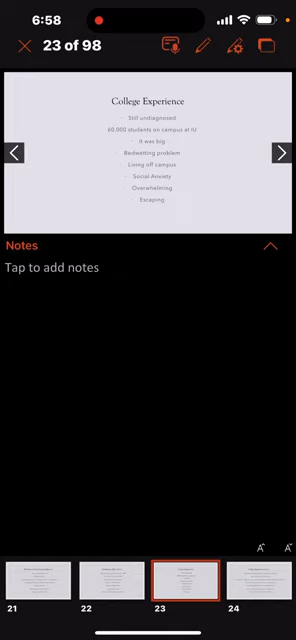 6:58
23 of 98
College Experience
Still undiagnosed
60,000 students on campus at IU
It was big
Bedwetting problem
Living off campus
Social Anxiety
Overwhelming
Escaping
Notes
Tap to add notes
A
A
21
22
23
24